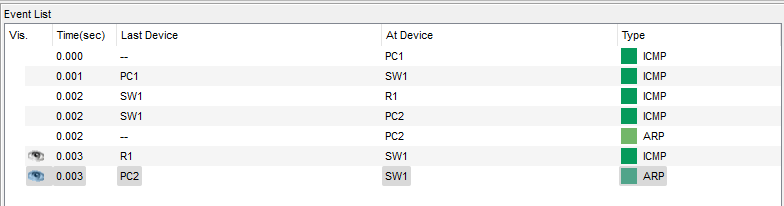 Event List
Vis. Time(sec) Last Device At Device Type
0.000 -- PC1 ICMP
0.001 PC1 SW1 ICMP
0.002 SW1 R1 ICMP
0.002 SW1 PC2 ICMP
0.002 -- PC2 ARP
0.003 R1 SW1 ICMP
0.003 PC2 SW1 ARP